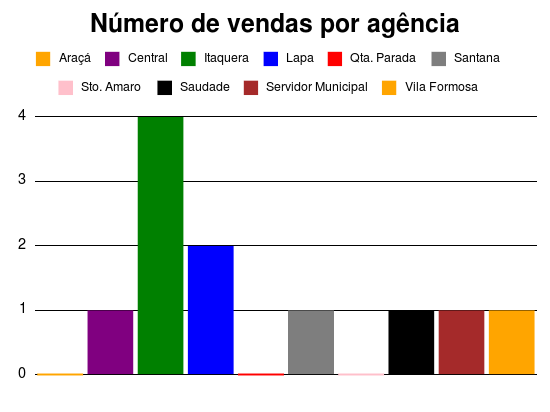 Número de vendas por agência
Araçá Central Itaquera Lapa Qta. Parada Santana
Sto. Amaro Saudade Servidor Municipal Vila Formosa
4
3
2
1
0